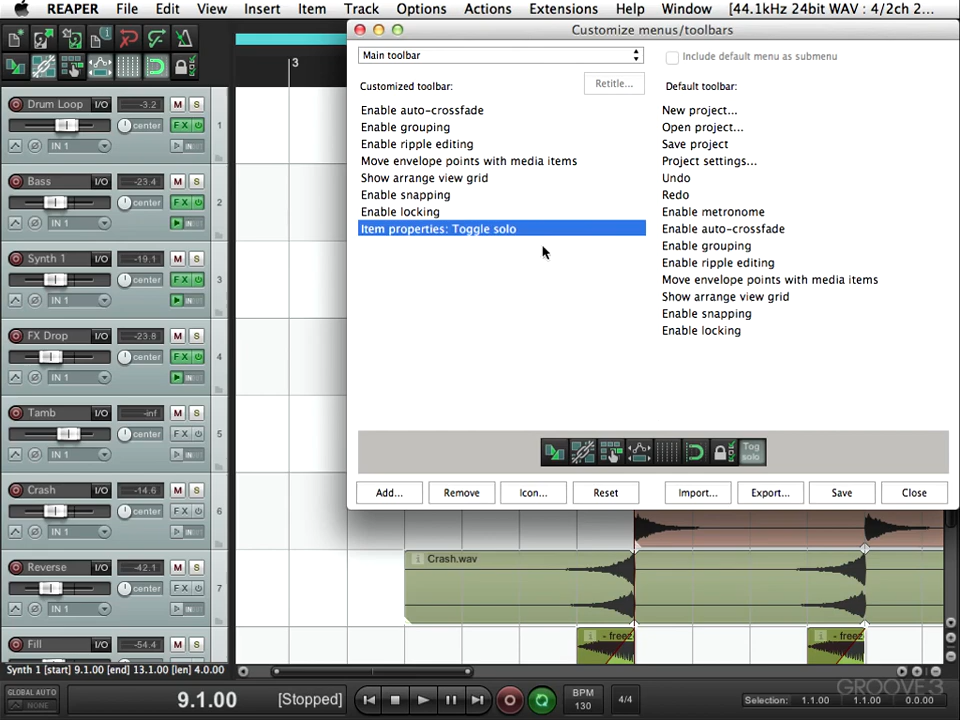 REAPER File Edit View Insert Item Track Options Actions Extensions Help Window [44.1kHz 24bit WAV : 4/2ch 2...
Customize menus/toolbars
Main toolbar
Include default menu as submenu
Customized toolbar:
Retitle...
Default toolbar:
Enable auto-crossfade
Enable grouping
Enable ripple editing
Move envelope points with media items
Show arrange view grid
Enable snapping
Enable locking
Item properties: Toggle solo
New project...
Open project...
Save project
Project settings...
Undo
Redo
Enable metronome
Enable auto-crossfade
Enable grouping
Enable ripple editing
Move envelope points with media items
Show arrange view grid
Enable snapping
Enable locking
Tog
solo
Add...
Remove
Icon...
Reset
Import...
Export...
Save
Close
3
Drum Loop I/O -3.2 M S
center FX
IN 1
1
Bass I/O -23.4 M S
center FX
IN 1 IN
2
Synth 1 I/O -19.1 M S
center FX
IN 1 IN
3
FX Drop I/O -23.8 M S
center FX
IN 1 IN
4
Tamb I/O -inf M S
center FX
IN 1 IN
5
Crash I/O -14.6 M S
center FX
IN 1 IN
6
Reverse I/O -42.1 M S
center FX
IN 1 IN
7
Fill I/O -54.4 M S
i Crash.wav
i - freez
i - freez
Synth 1 [start] 9.1.00 [end] 13.1.00 [len] 4.0.00
GLOBAL AUTO
NONE
9.1.00 [Stopped]
BPM
130
4/4
Selection: 1.1.00 1.1.00 0.0.00
GROOVE3